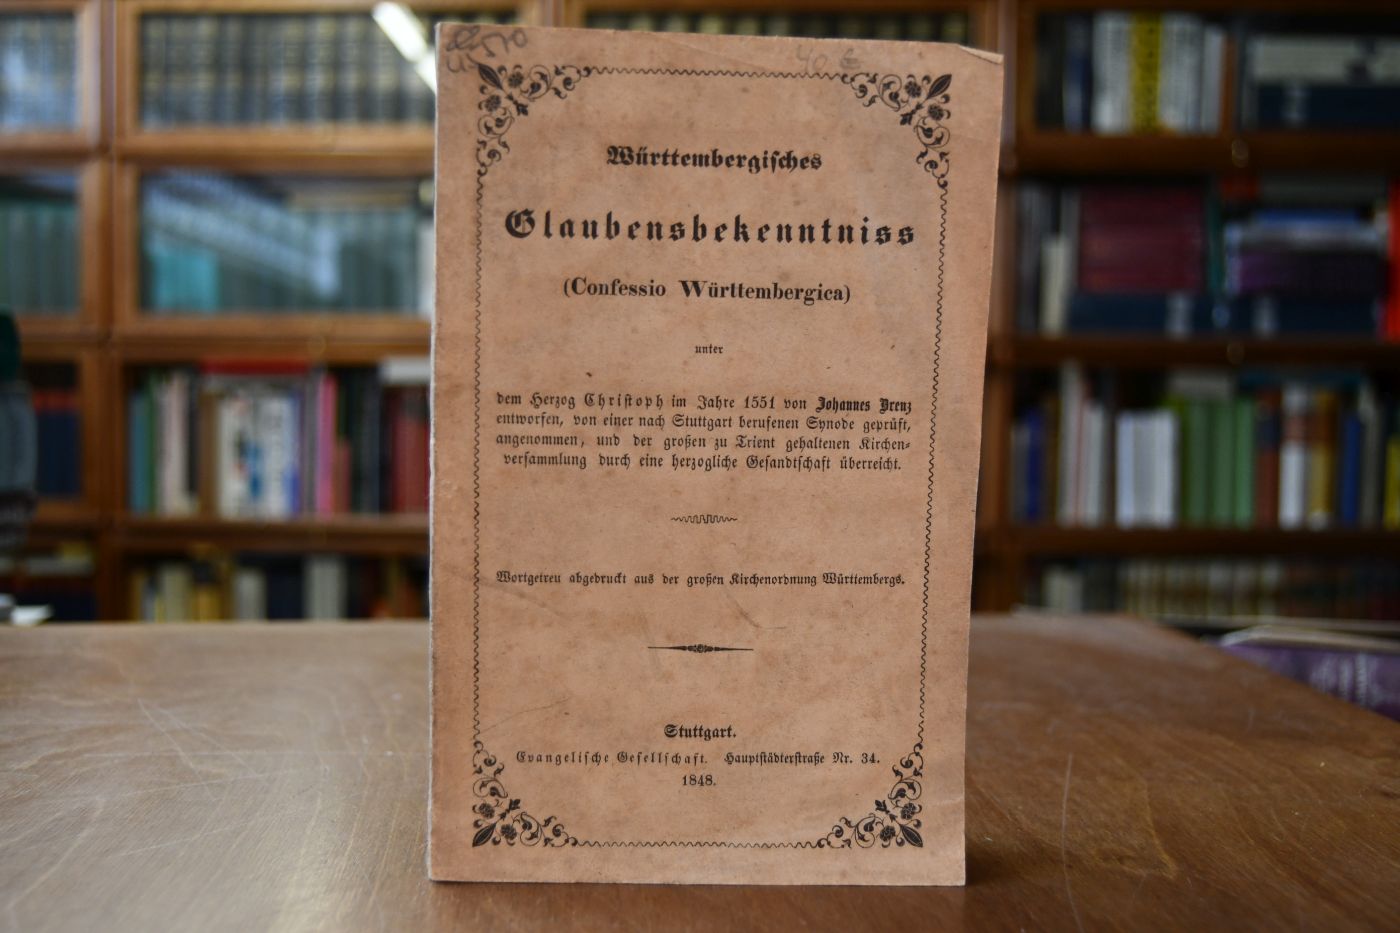 40 €
Württembergisches
Glaubensbekenntniss
(Confessio Württembergica)
unter
dem Herzog Christoph im Jahre 1551 von Johannes Brenz
entworfen, von einer nach Stuttgart berufenen Synode geprüft,
angenommen, und der großen zu Trient gehaltenen Kirchen-
versammlung durch eine herzogliche Gesandtschaft überreicht.
Wortgetreu abgedruckt aus der großen Kirchenordnung Württembergs.
Stuttgart.
Evangelische Gesellschaft. Hauptstädterstraße Nr. 34.
1848.